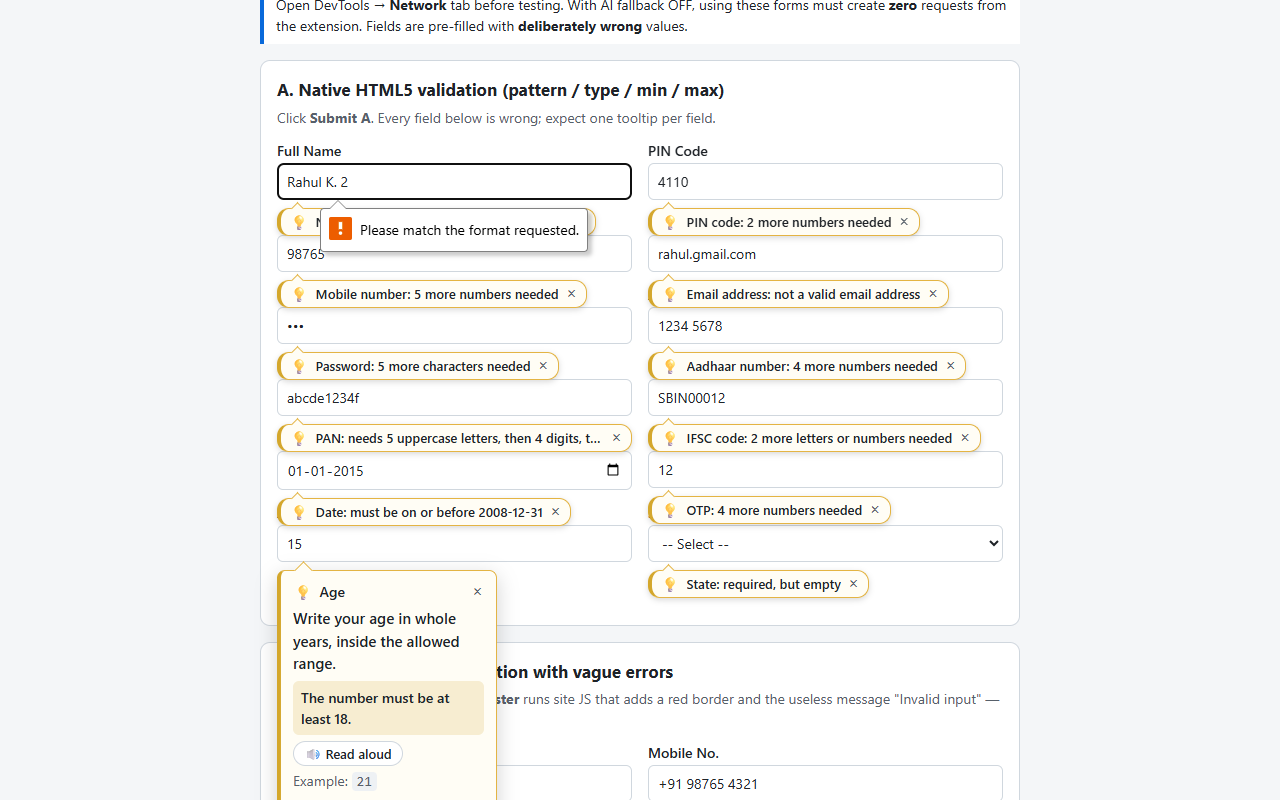 Open DevTools → Network tab before testing. With AI fallback OFF, using these forms must create zero requests from
the extension. Fields are pre-filled with deliberately wrong values.
A. Native HTML5 validation (pattern / type / min / max)
Click Submit A. Every field below is wrong; expect one tooltip per field.
Full Name
PIN Code
Rahul K. 2
4110
Please match the format requested.
PIN code: 2 more numbers needed ×
98765
rahul.gmail.com
Mobile number: 5 more numbers needed ×
Email address: not a valid email address ×
•••
1234 5678
Password: 5 more characters needed ×
Aadhaar number: 4 more numbers needed ×
abcde1234f
SBIN00012
PAN: needs 5 uppercase letters, then 4 digits, t... ×
IFSC code: 2 more letters or numbers needed ×
01-01-2015
12
Date: must be on or before 2008-12-31 ×
OTP: 4 more numbers needed ×
15
-- Select --
State: required, but empty ×
Age ×
Write your age in whole
years, inside the allowed
range.
The number must be at
least 18.
Read aloud
Example: 21
tion with vague errors
ster runs site JS that adds a red border and the useless message "Invalid input" —
Mobile No.
+91 98765 4321